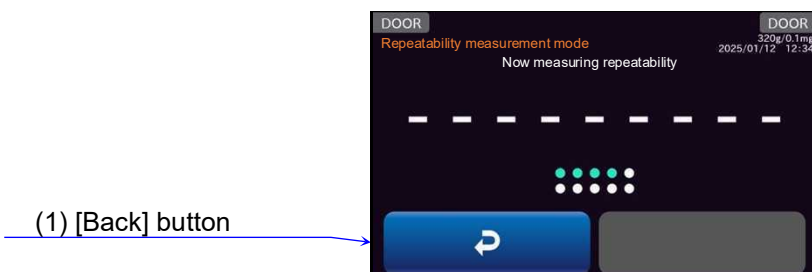 DOOR DOOR
Repeatability measurement mode 320g/0.1mg
2025/01/12 12:34
Now measuring repeatability
(1) [Back] button